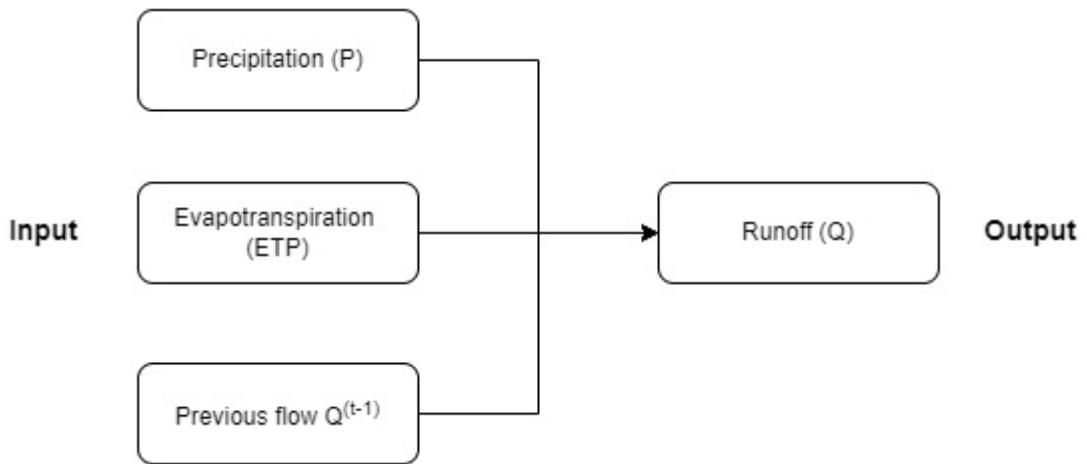 Precipitation (P)
Input
Evapotranspiration
(ETP)
Runoff (Q)
Output
Previous flow Q(t-1)